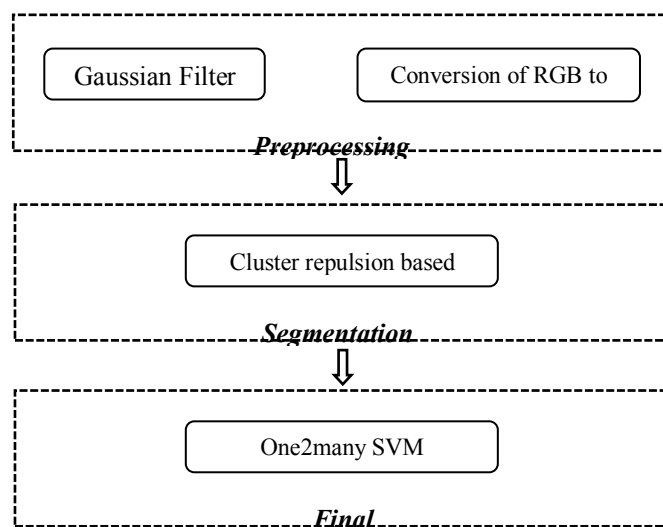 Gaussian Filter
Conversion of RGB to
Preprocessing
Cluster repulsion based
Segmentation
One2many SVM
Final